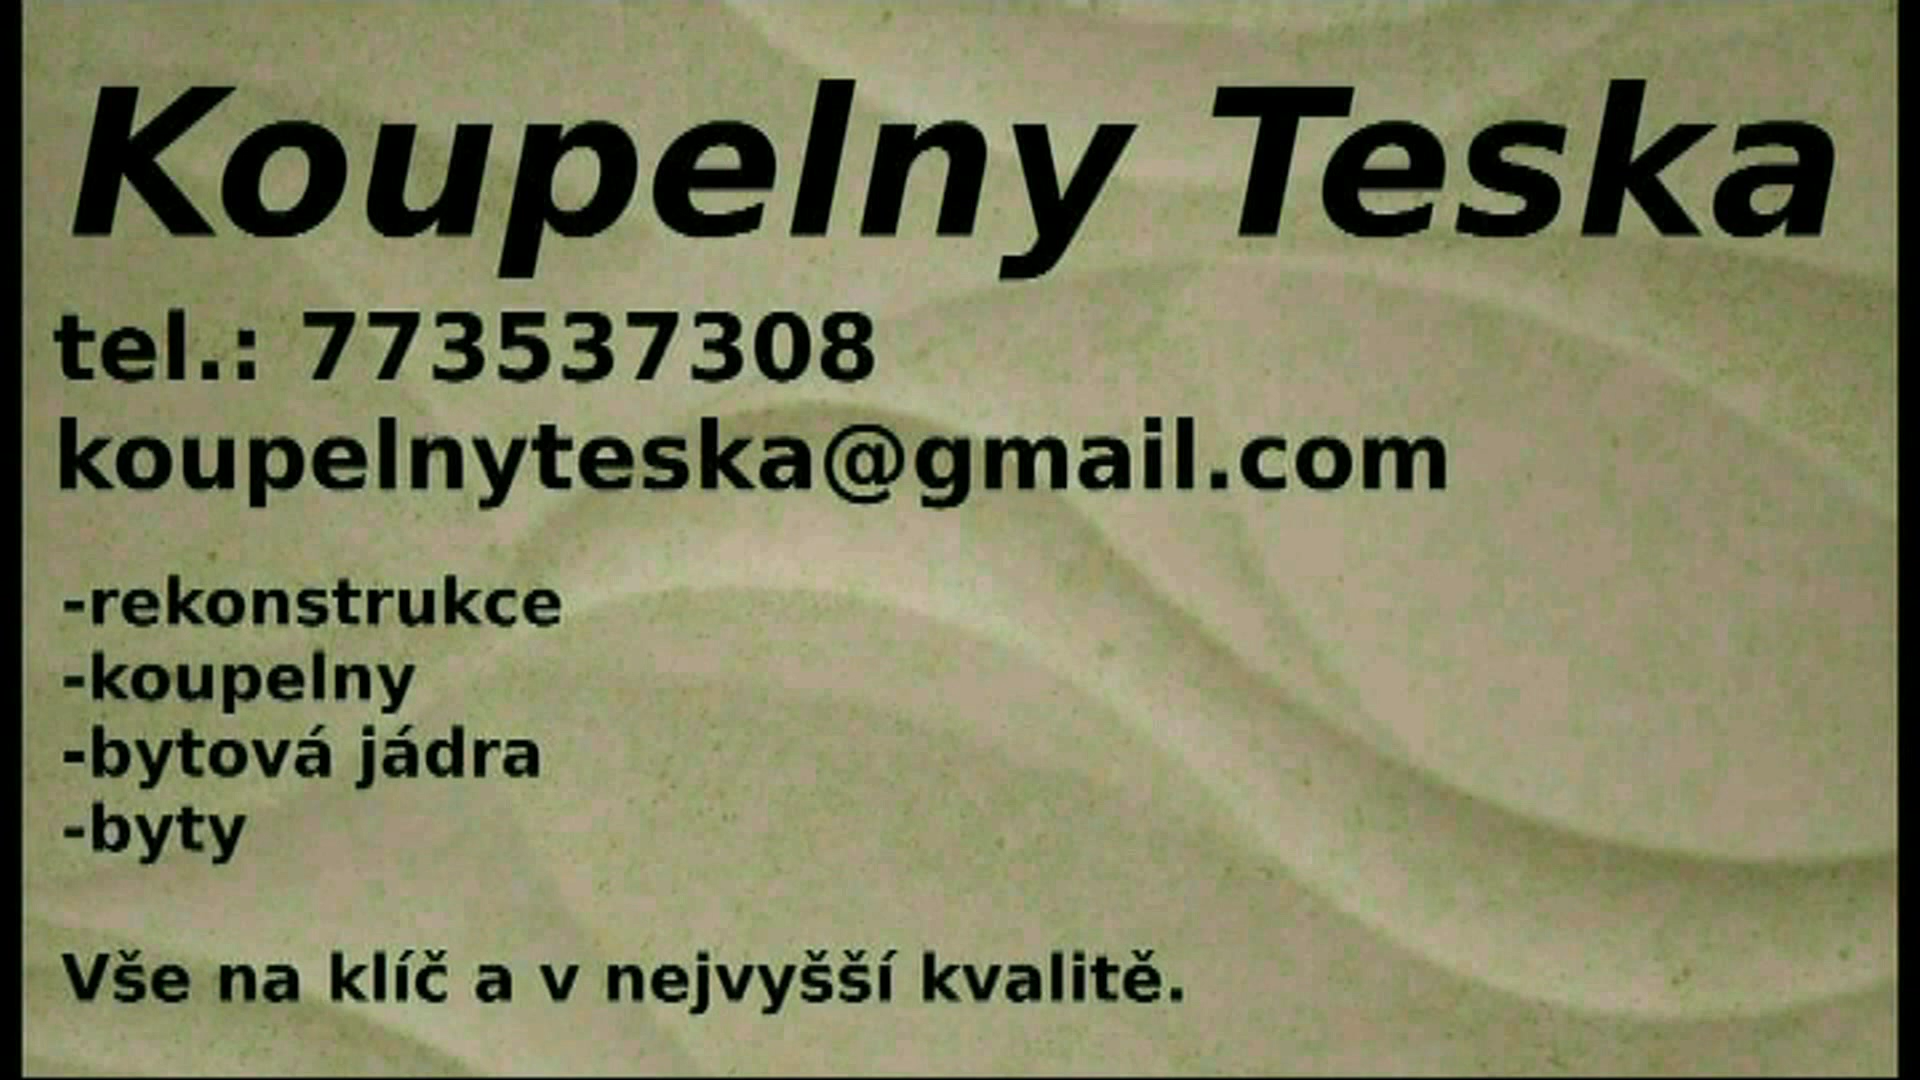 Koupelny Teska
tel.: 773537308
koupelnyteska@gmail.com
-rekonstrukce
-koupelny
-bytová jádra
-byty
Vše na klíč a v nejvyšší kvalitě.